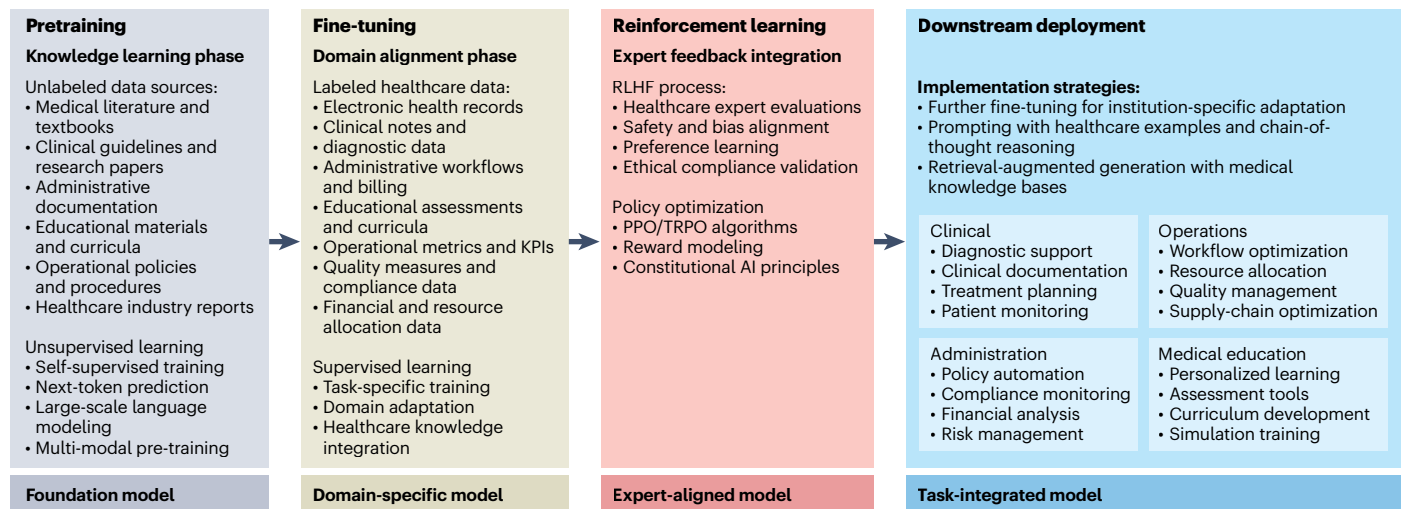 Pretraining
Knowledge learning phase
Unlabeled data sources:
• Medical literature and
textbooks
• Clinical guidelines and
research papers
• Administrative
documentation
• Educational materials
and curricula
• Operational policies
and procedures
• Healthcare industry reports
Unsupervised learning
• Self-supervised training
• Next-token prediction
• Large-scale language
modeling
• Multi-modal pre-training
Foundation model
Fine-tuning
Domain alignment phase
Labeled healthcare data:
• Electronic health records
• Clinical notes and
• diagnostic data
• Administrative workflows
and billing
• Educational assessments
and curricula
• Operational metrics and KPIs
• Quality measures and
compliance data
• Financial and resource
allocation data
Supervised learning
• Task-specific training
• Domain adaptation
• Healthcare knowledge
integration
Domain-specific model
Reinforcement learning
Expert feedback integration
RLHF process:
• Healthcare expert evaluations
• Safety and bias alignment
• Preference learning
• Ethical compliance validation
Policy optimization
• PPO/TRPO algorithms
• Reward modeling
• Constitutional AI principles
Expert-aligned model
Downstream deployment
Implementation strategies:
• Further fine-tuning for institution-specific adaptation
• Prompting with healthcare examples and chain-of-
thought reasoning
• Retrieval-augmented generation with medical
knowledge bases
Clinical
• Diagnostic support
• Clinical documentation
• Treatment planning
• Patient monitoring
Operations
• Workflow optimization
• Resource allocation
• Quality management
• Supply-chain optimization
Administration
• Policy automation
• Compliance monitoring
• Financial analysis
• Risk management
Medical education
• Personalized learning
• Assessment tools
• Curriculum development
• Simulation training
Task-integrated model